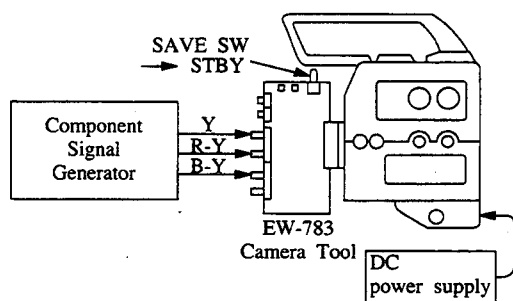 SAVE SW
→ STBY
Component
Signal
Generator
Y
R-Y
B-Y
EW-783
Camera Tool
DC
power supply